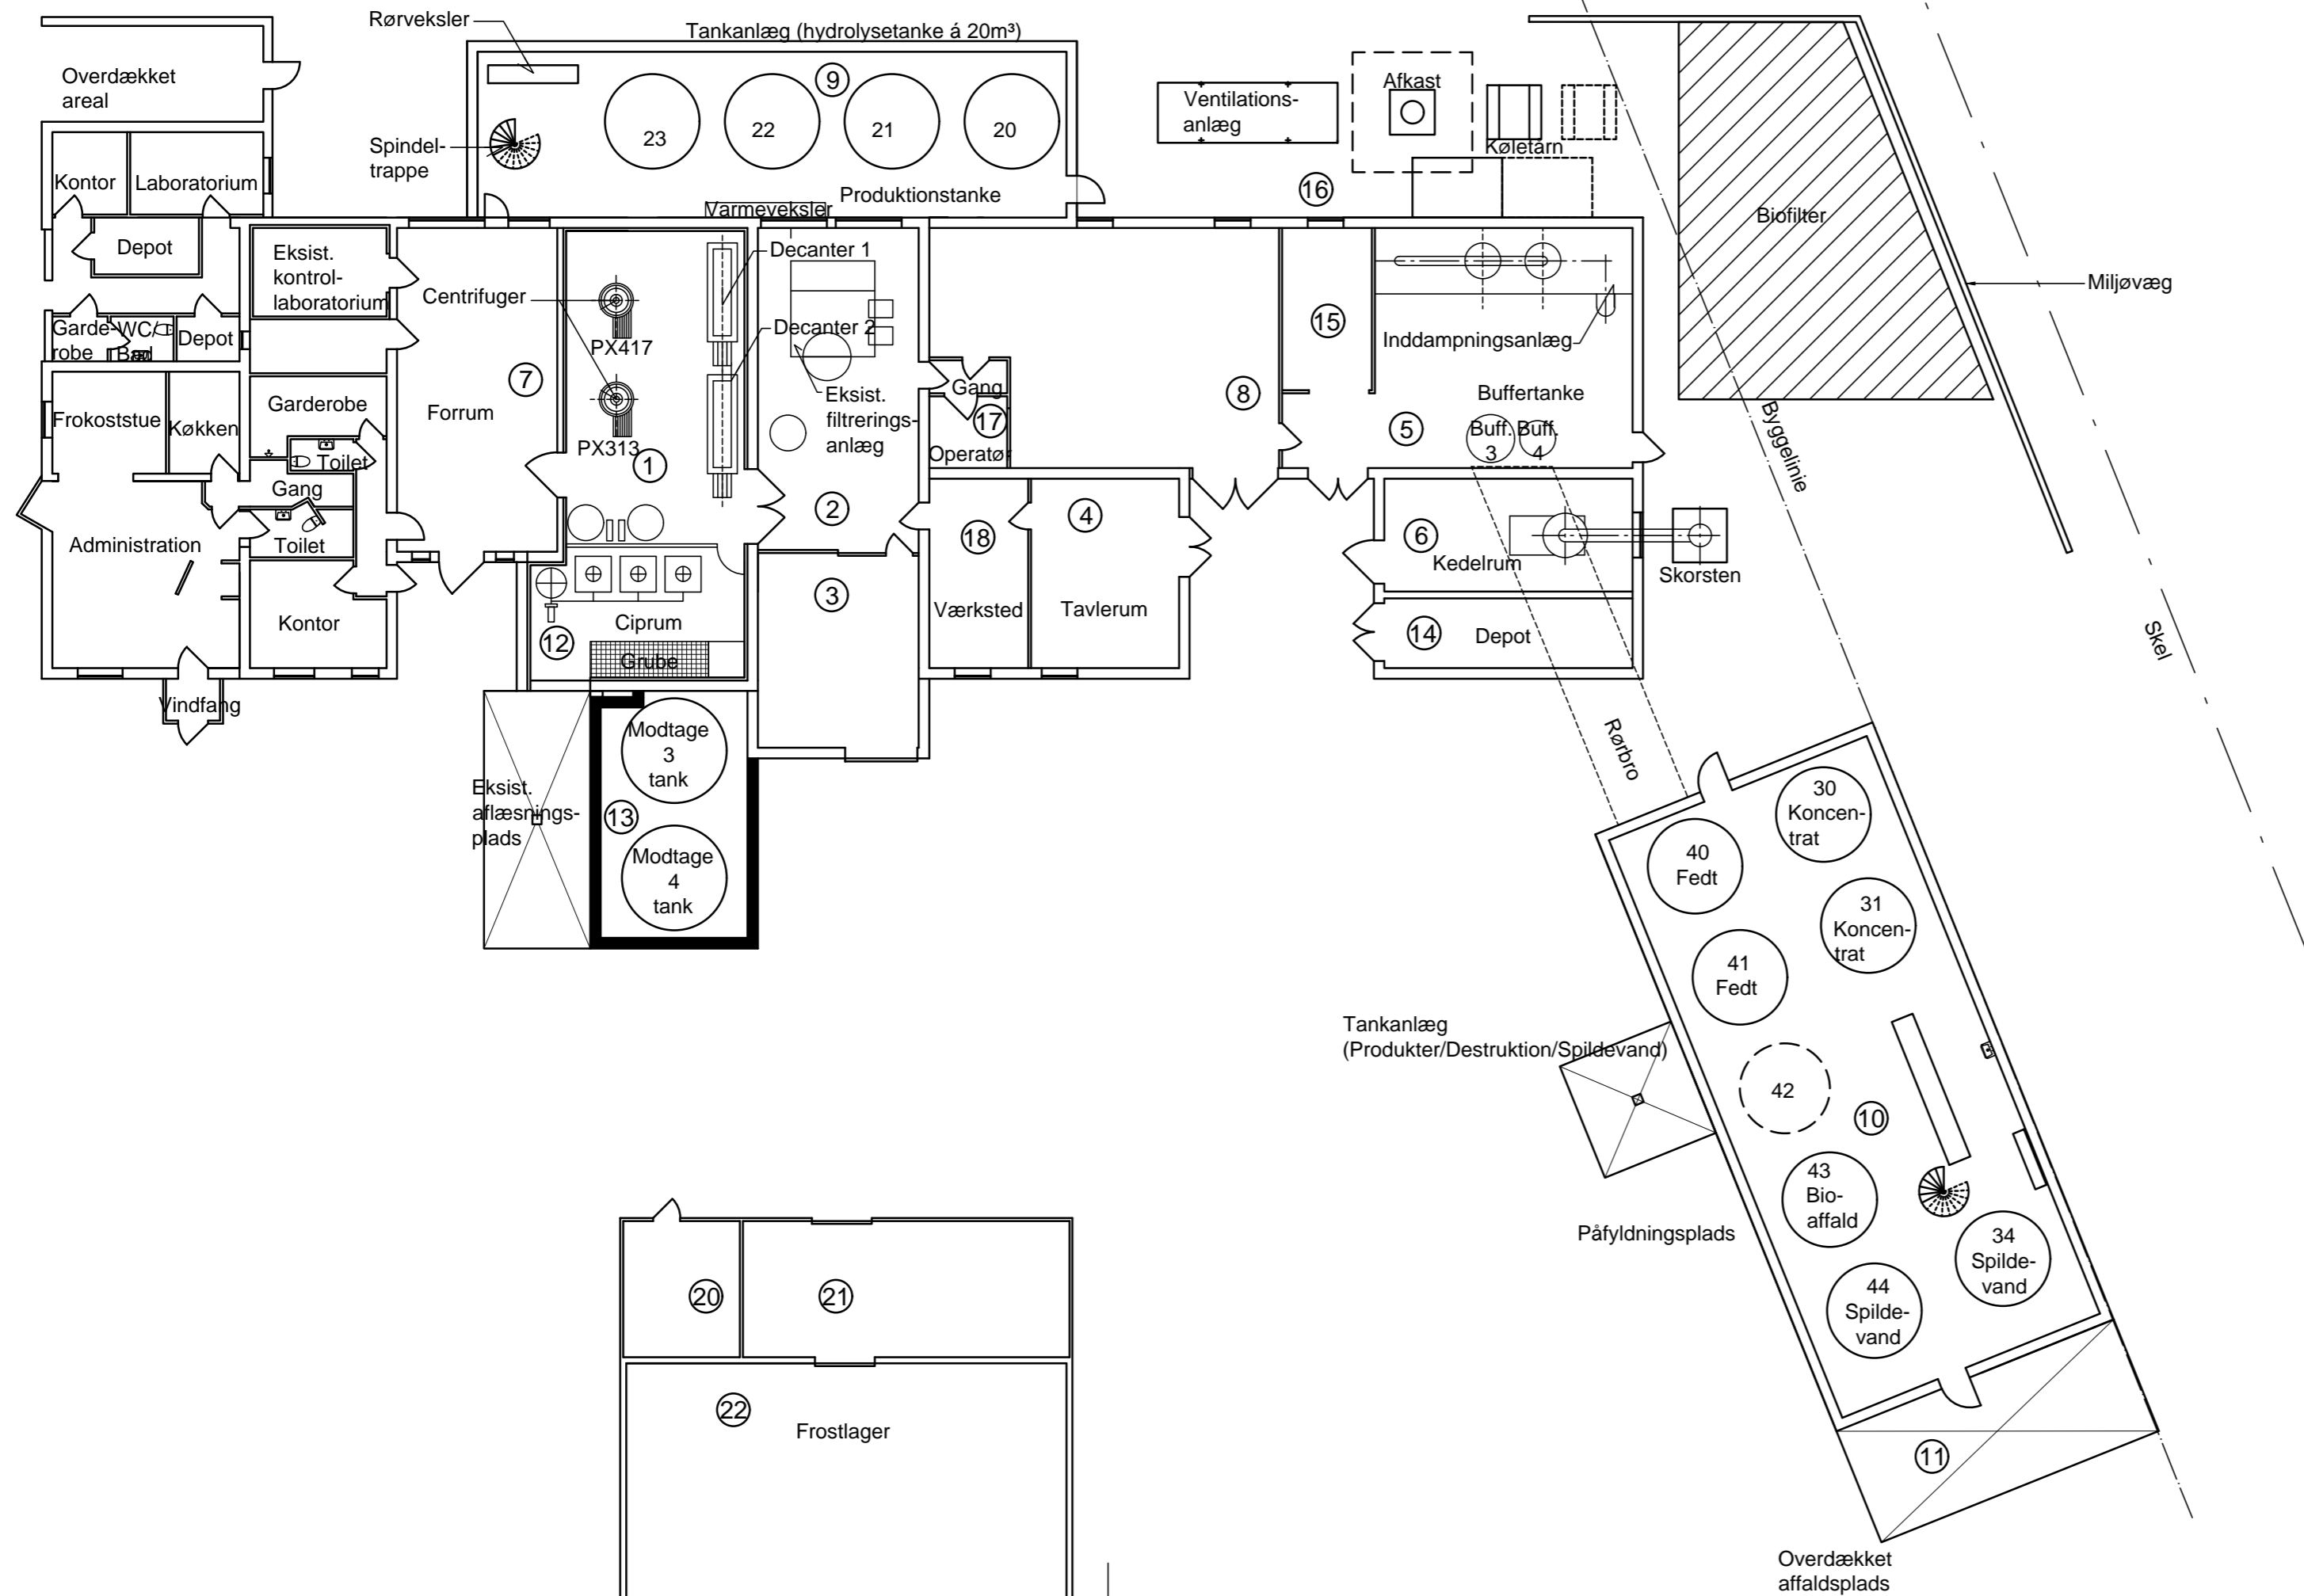 Rørveksler
Tankanlæg (hydrolysetanke á 20m³)
Overdækket
areal
9
Afkast
Ventilations-
anlæg
23
22
21
20
Spindel-
trappe
Køletårn
Kontor
Laboratorium
Produktionstanke
16
Varmeveksler
Biofilter
Depot
Eksist.
kontrol-
laboratorium
Decanter 1
Miljøvæg
Centrifuger
Decanter 2
15
Garde-
robe
WC/
Bad
Depot
PX417
Inddampningsanlæg
7
Gang
8
Buffertanke
Eksist.
filtrerings-
anlæg
Garderobe
Forrum
Frokoststue
Køkken
17
5
Buff.
3
Buff.
4
Byggelinie
PX313
Operatør
Toilet
1
Gang
2
4
18
6
Kedelrum
Toilet
Administration
Skorsten
3
Værksted
Tavlerum
Kontor
Ciprum
12
14
Depot
Skel
Grube
Vindfang
Modtage
3
tank
Rørbro
Eksist.
aflæsnings-
plads
13
30
Koncen-
trat
40
Fedt
Modtage
4
tank
31
Koncen-
trat
41
Fedt
Tankanlæg
(Produkter/Destruktion/Spildevand)
42
10
43
Bio-
affald
Påfyldningsplads
34
Spilde-
vand
44
Spilde-
vand
20
21
22
Frostlager
11
Overdækket
affaldsplads